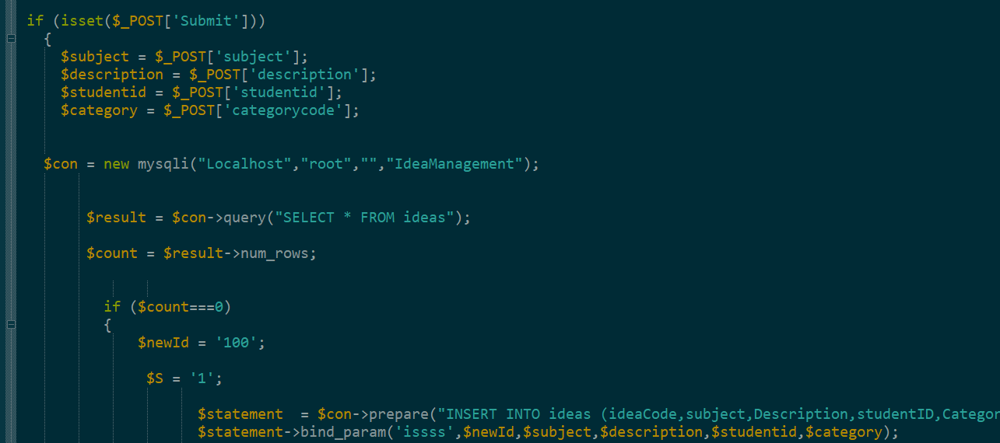 if (isset($_POST['Submit']))
{
$subject = $_POST['subject'];
$description = $_POST['description'];
$studentid = $_POST['studentid'];
$category = $_POST['categorycode'];
$con = new mysqli("Localhost","root","","IdeaManagement");
$result = $con->query("SELECT * FROM ideas");
$count = $result->num_rows;
if ($count===0)
{
$newId = '100';
$S = '1';
$statement  = $con->prepare("INSERT INTO ideas (ideaCode,subject,Description,studentID,Categor
$statement->bind_param('issss',$newId,$subject,$description,$studentid,$category);